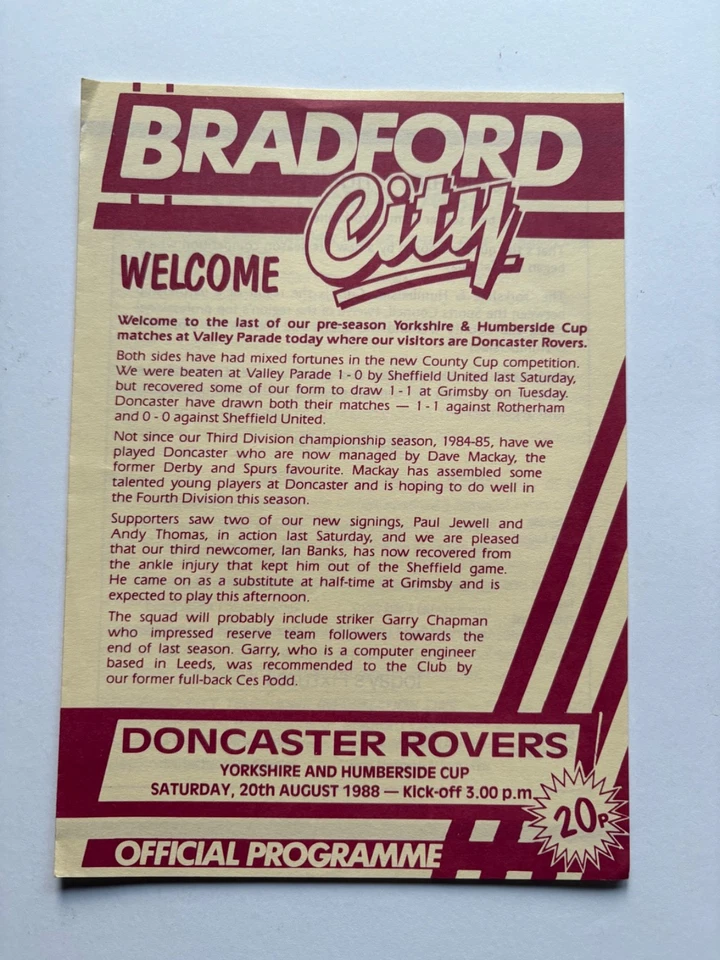 BRADFORD
City
WELCOME
Welcome to the last of our pre-season Yorkshire & Humberside Cup
matches at Valley Parade today where our visitors are Doncaster Rovers.
Both sides have had mixed fortunes in the new County Cup competition.
We were beaten at Valley Parade 1-0 by Sheffield United last Saturday,
but recovered some of our form to draw 1-1 at Grimsby on Tuesday.
Doncaster have drawn both their matches — 1-1 against Rotherham
and 0-0 against Sheffield United.
Not since our Third Division championship season, 1984-85, have we
played Doncaster who are now managed by Dave Mackay, the
former Derby and Spurs favourite. Mackay has assembled some
talented young players at Doncaster and is hoping to do well in
the Fourth Division this season.
Supporters saw two of our new signings, Paul Jewell and
Andy Thomas, in action last Saturday, and we are pleased
that our third newcomer, Ian Banks, has now recovered from
the ankle injury that kept him out of the Sheffield game.
He came on as a substitute at half-time at Grimsby and is
expected to play this afternoon.
The squad will probably include striker Garry Chapman
who impressed reserve team followers towards the
end of last season. Garry, who is a computer engineer
based in Leeds, was recommended to the Club by
our former full-back Ces Podd.
DONCASTER ROVERS
YORKSHIRE AND HUMBERSIDE CUP
SATURDAY, 20th AUGUST 1988 — Kick-off 3.00 p.m.
20p
OFFICIAL PROGRAMME